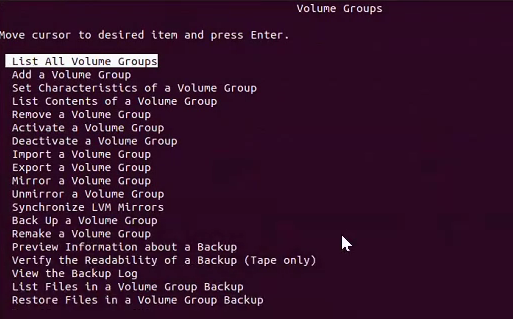 Volume Groups
Move cursor to desired item and press Enter.
List All Volume Groups
Add a Volume Group
Set Characteristics of a Volume Group
List Contents of a Volume Group
Remove a Volume Group
Activate a Volume Group
Deactivate a Volume Group
Import a Volume Group
Export a Volume Group
Mirror a Volume Group
Unmirror a Volume Group
Synchronize LVM Mirrors
Back Up a Volume Group
Remake a Volume Group
Preview Information about a Backup
Verify the Readability of a Backup (Tape only)
View the Backup Log
List Files in a Volume Group Backup
Restore Files in a Volume Group Backup